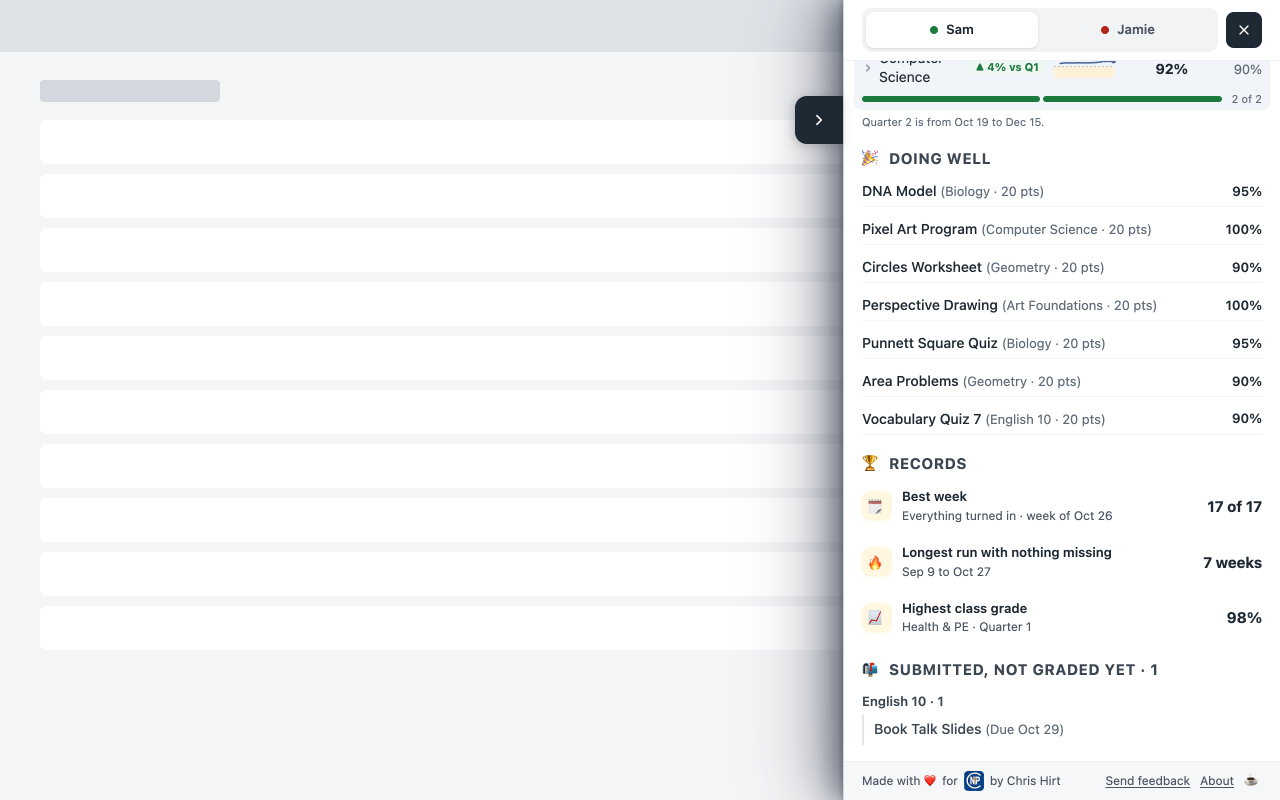 Sam
Jamie
Computer
Science
▲ 4% vs Q1
92%
90%
2 of 2
Quarter 2 is from Oct 19 to Dec 15.
🎉 DOING WELL
DNA Model (Biology · 20 pts) 95%
Pixel Art Program (Computer Science · 20 pts) 100%
Circles Worksheet (Geometry · 20 pts) 90%
Perspective Drawing (Art Foundations · 20 pts) 100%
Punnett Square Quiz (Biology · 20 pts) 95%
Area Problems (Geometry · 20 pts) 90%
Vocabulary Quiz 7 (English 10 · 20 pts) 90%
🏆 RECORDS
Best week
Everything turned in · week of Oct 26
17 of 17
Longest run with nothing missing
Sep 9 to Oct 27
7 weeks
Highest class grade
Health & PE · Quarter 1
98%
📬 SUBMITTED, NOT GRADED YET · 1
English 10 · 1
Book Talk Slides (Due Oct 29)
Made with ❤️ for NP by Chris Hirt
Send feedback About ☕